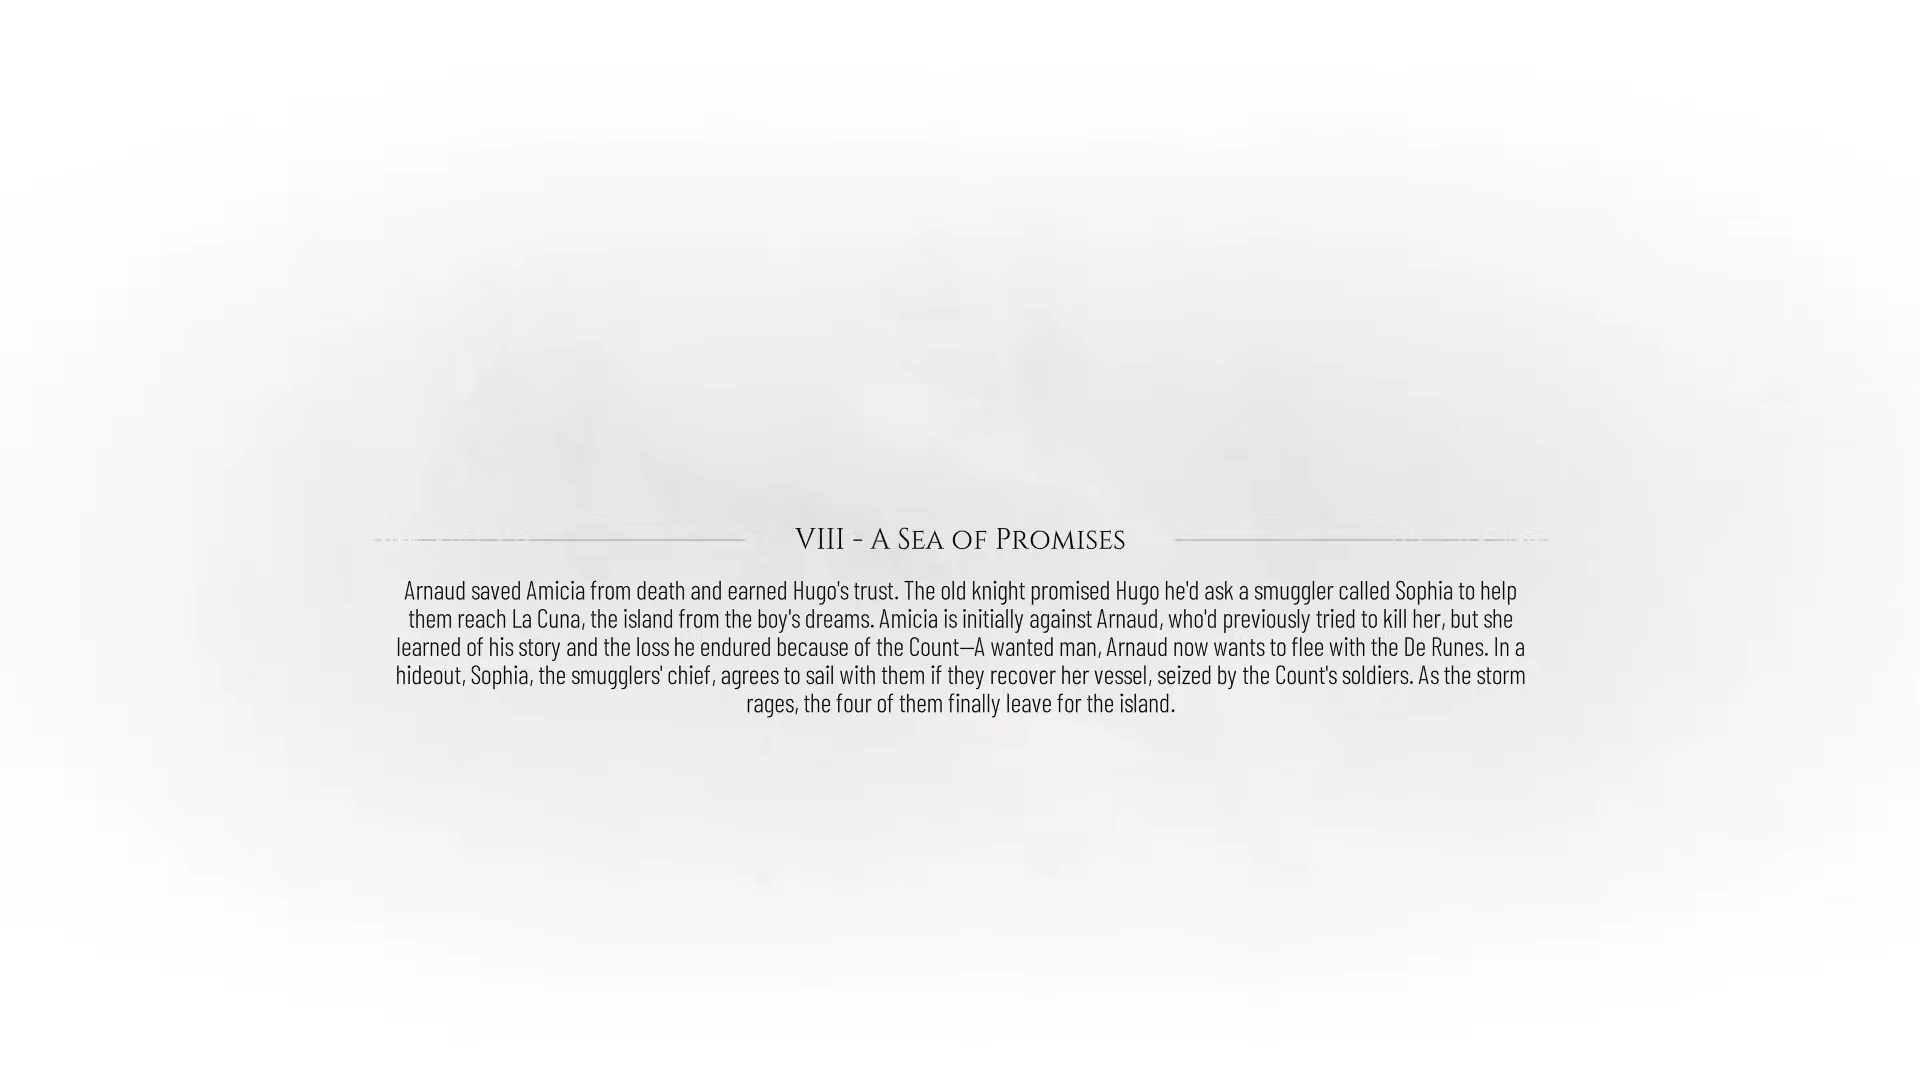 VIII - A Sea of Promises
Arnaud saved Amicia from death and earned Hugo's trust. The old knight promised Hugo he'd ask a smuggler called Sophia to help
them reach La Cuna, the island from the boy's dreams. Amicia is initially against Arnaud, who'd previously tried to kill her, but she
learned of his story and the loss he endured because of the Count—A wanted man, Arnaud now wants to flee with the De Runes. In a
hideout, Sophia, the smugglers' chief, agrees to sail with them if they recover her vessel, seized by the Count's soldiers. As the storm
rages, the four of them finally leave for the island.